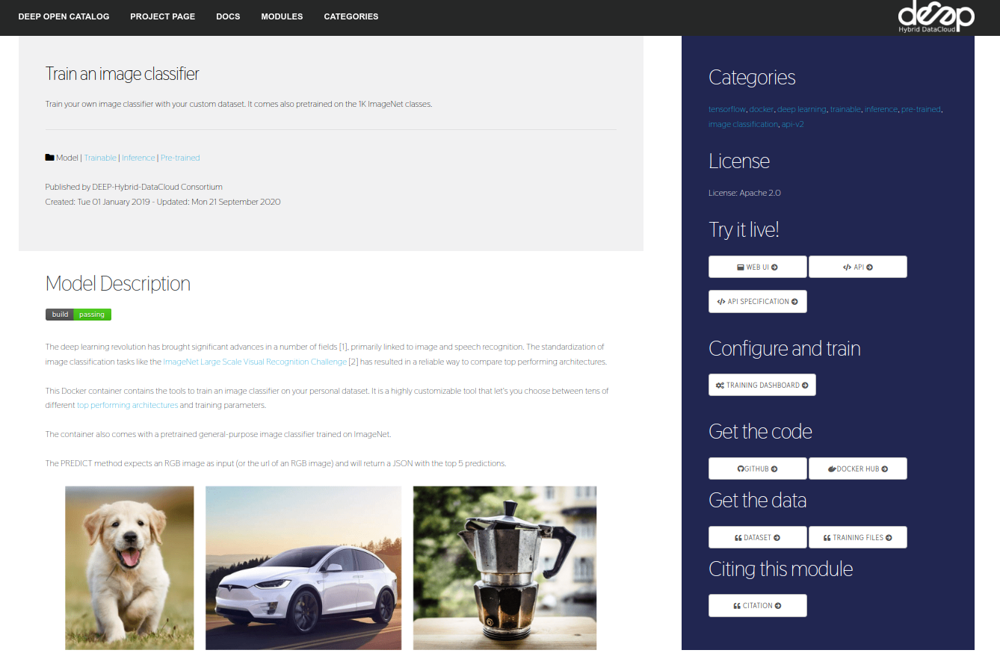 DEEP OPEN CATALOG PROJECT PAGE DOCS MODULES CATEGORIES
deep
Hybrid DataCloud
Train an image classifier
Train your own image classifier with your custom dataset. It comes also pretrained on the 1K ImageNet classes.
Model | Trainable | Inference | Pre-trained
Published by DEEP-Hybrid-DataCloud Consortium
Created: Tue 01 January 2019 - Updated: Mon 21 September 2020
Model Description
build passing
The deep learning revolution has brought significant advances in a number of fields [1], primarily linked to image and speech recognition. The standardization of
image classification tasks like the ImageNet Large Scale Visual Recognition Challenge [2] has resulted in a reliable way to compare top performing architectures.
This Docker container contains the tools to train an image classifier on your personal dataset. It is a highly customizable tool that let's you choose between tens of
different top performing architectures and training parameters.
The container also comes with a pretrained general-purpose image classifier trained on ImageNet.
The PREDICT method expects an RGB image as input (or the url of an RGB image) and will return a JSON with the top 5 predictions.
Categories
tensorflow, docker, deep learning, trainable, inference, pre-trained,
image classification, api-v2
License
License: Apache 2.0
Try it live!
WEB UI API
API SPECIFICATION
Configure and train
TRAINING DASHBOARD
Get the code
GITHUB DOCKER HUB
Get the data
DATASET TRAINING FILES
Citing this module
CITATION